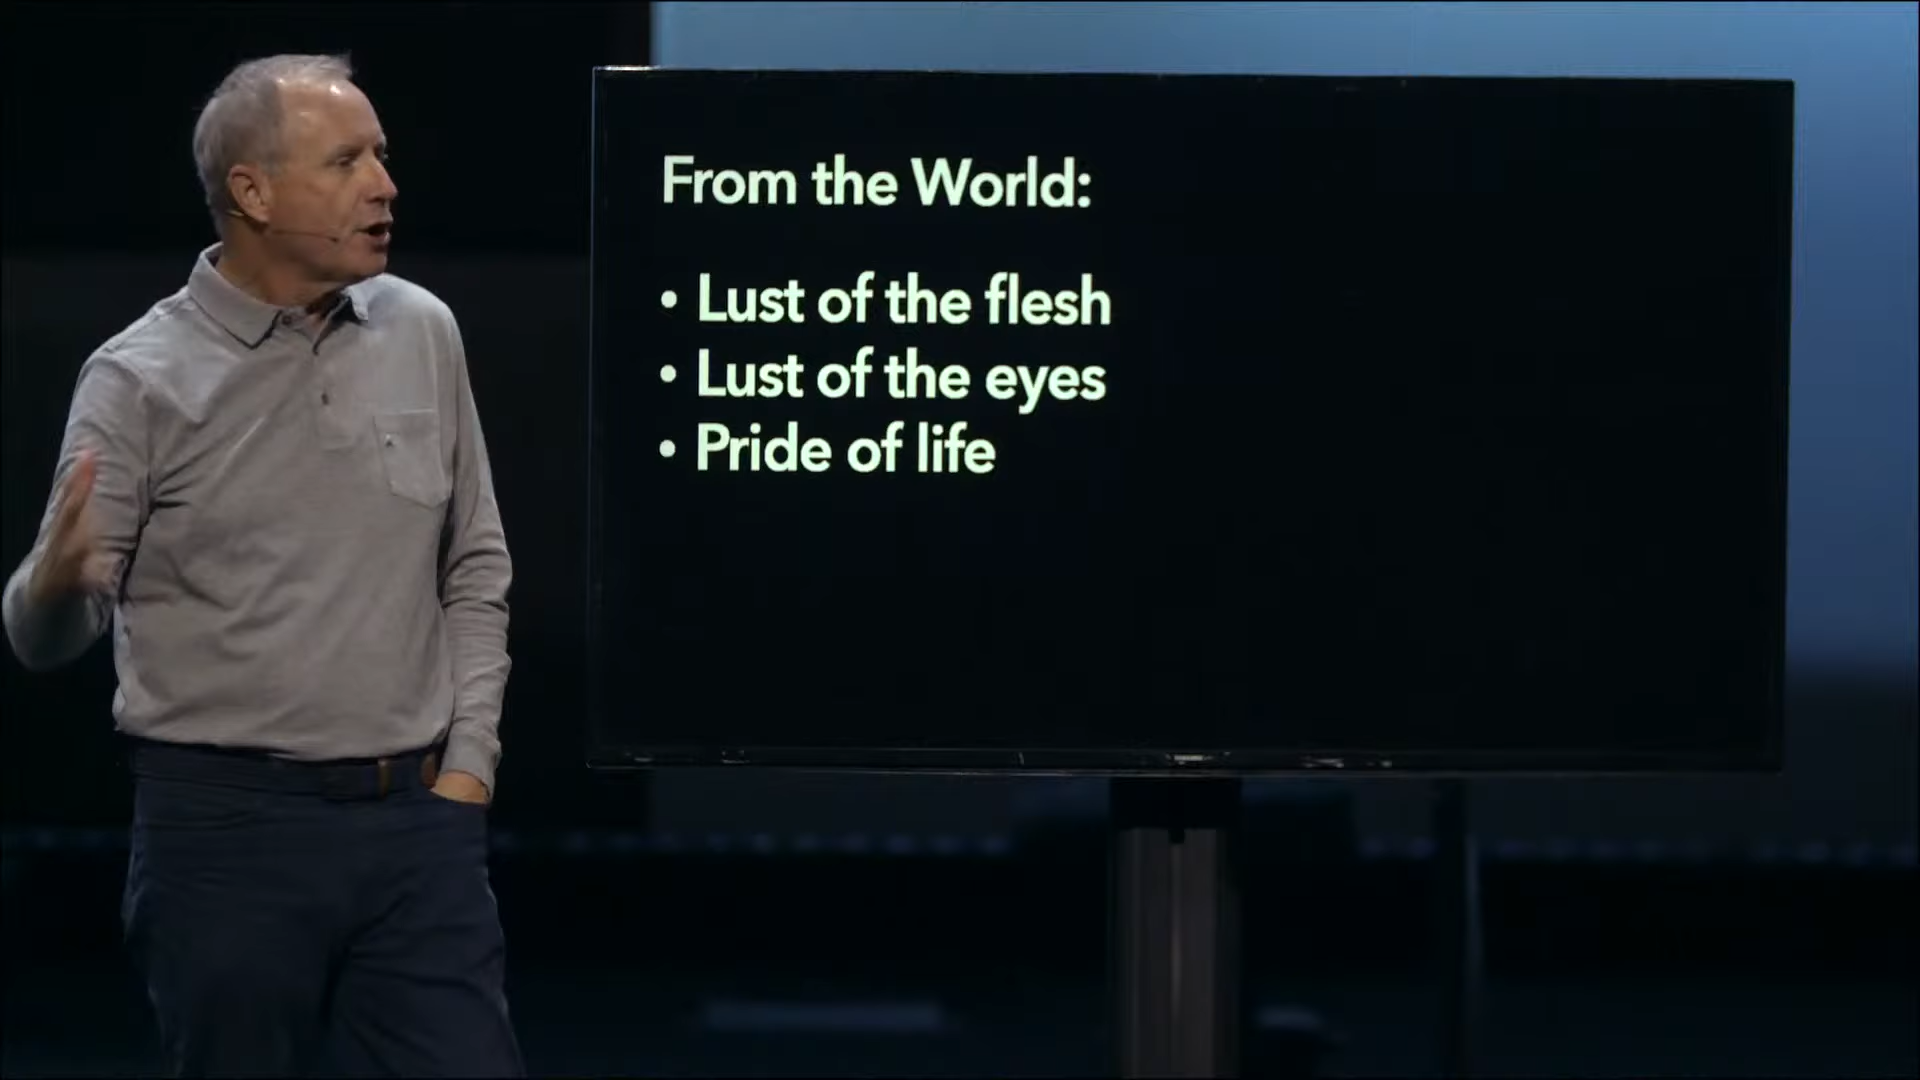 From the World:
• Lust of the flesh
• Lust of the eyes
• Pride of life